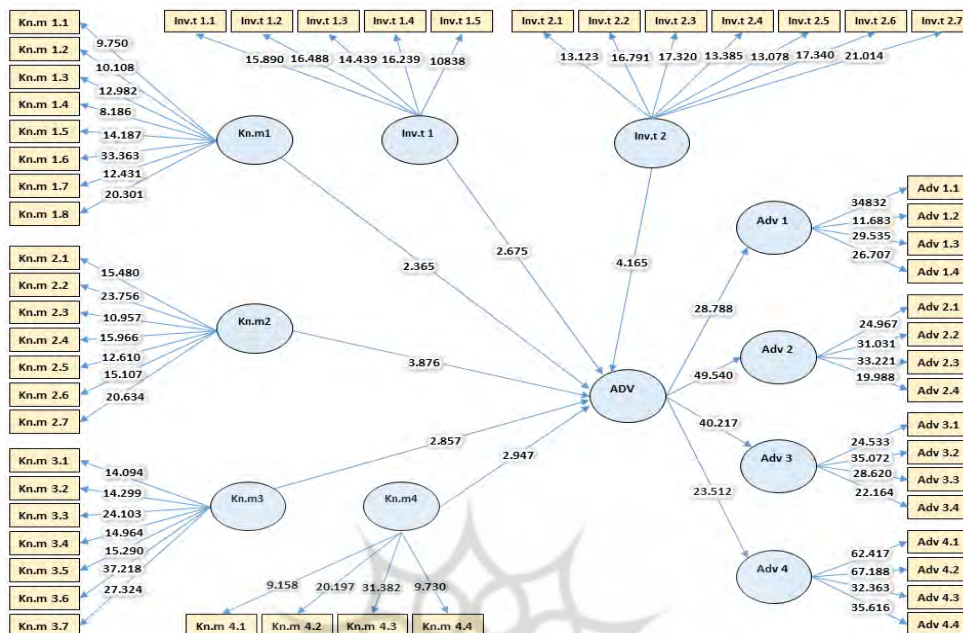 Kn.m 1.1
Kn.m 1.2
Kn.m 1.3
Kn.m 1.4
Kn.m 1.5
Kn.m 1.6
Kn.m 1.7
Kn.m 1.8
9.750
10.108
12.982
8.186
14.187
33.363
12.431
20.301
Kn.m1
Inv.t 1.1 Inv.t 1.2 Inv.t 1.3 Inv.t 1.4 Inv.t 1.5
15.890 16.488 14.439 16.239 10838
Inv.t 1
Inv.t 2.1 Inv.t 2.2 Inv.t 2.3 Inv.t 2.4 Inv.t 2.5 Inv.t 2.6 Inv.t 2.7
13.123 16.791 17.320 13.385 13.078 17.340 21.014
Inv.t 2
2.365
2.675
4.165
Kn.m 2.1
Kn.m 2.2
Kn.m 2.3
Kn.m 2.4
Kn.m 2.5
Kn.m 2.6
Kn.m 2.7
15.480
23.756
10.957
15.966
12.610
15.107
20.634
Kn.m2
3.876
ADV
Kn.m 3.1
Kn.m 3.2
Kn.m 3.3
Kn.m 3.4
Kn.m 3.5
Kn.m 3.6
Kn.m 3.7
14.094
14.299
24.103
14.964
15.290
37.218
27.324
Kn.m3
2.857
Kn.m4
2.947
9.158 20.197 31.382 9.730
Kn.m 4.1 Kn.m 4.2 Kn.m 4.3 Kn.m 4.4
28.788
49.540
40.217
23.512
Adv 1
34832
11.683
29.535
26.707
Adv 1.1
Adv 1.2
Adv 1.3
Adv 1.4
Adv 2
24.967
31.031
33.221
19.988
Adv 2.1
Adv 2.2
Adv 2.3
Adv 2.4
Adv 3
24.533
35.072
28.620
22.164
Adv 3.1
Adv 3.2
Adv 3.3
Adv 3.4
Adv 4
62.417
67.188
32.363
35.616
Adv 4.1
Adv 4.2
Adv 4.3
Adv 4.4